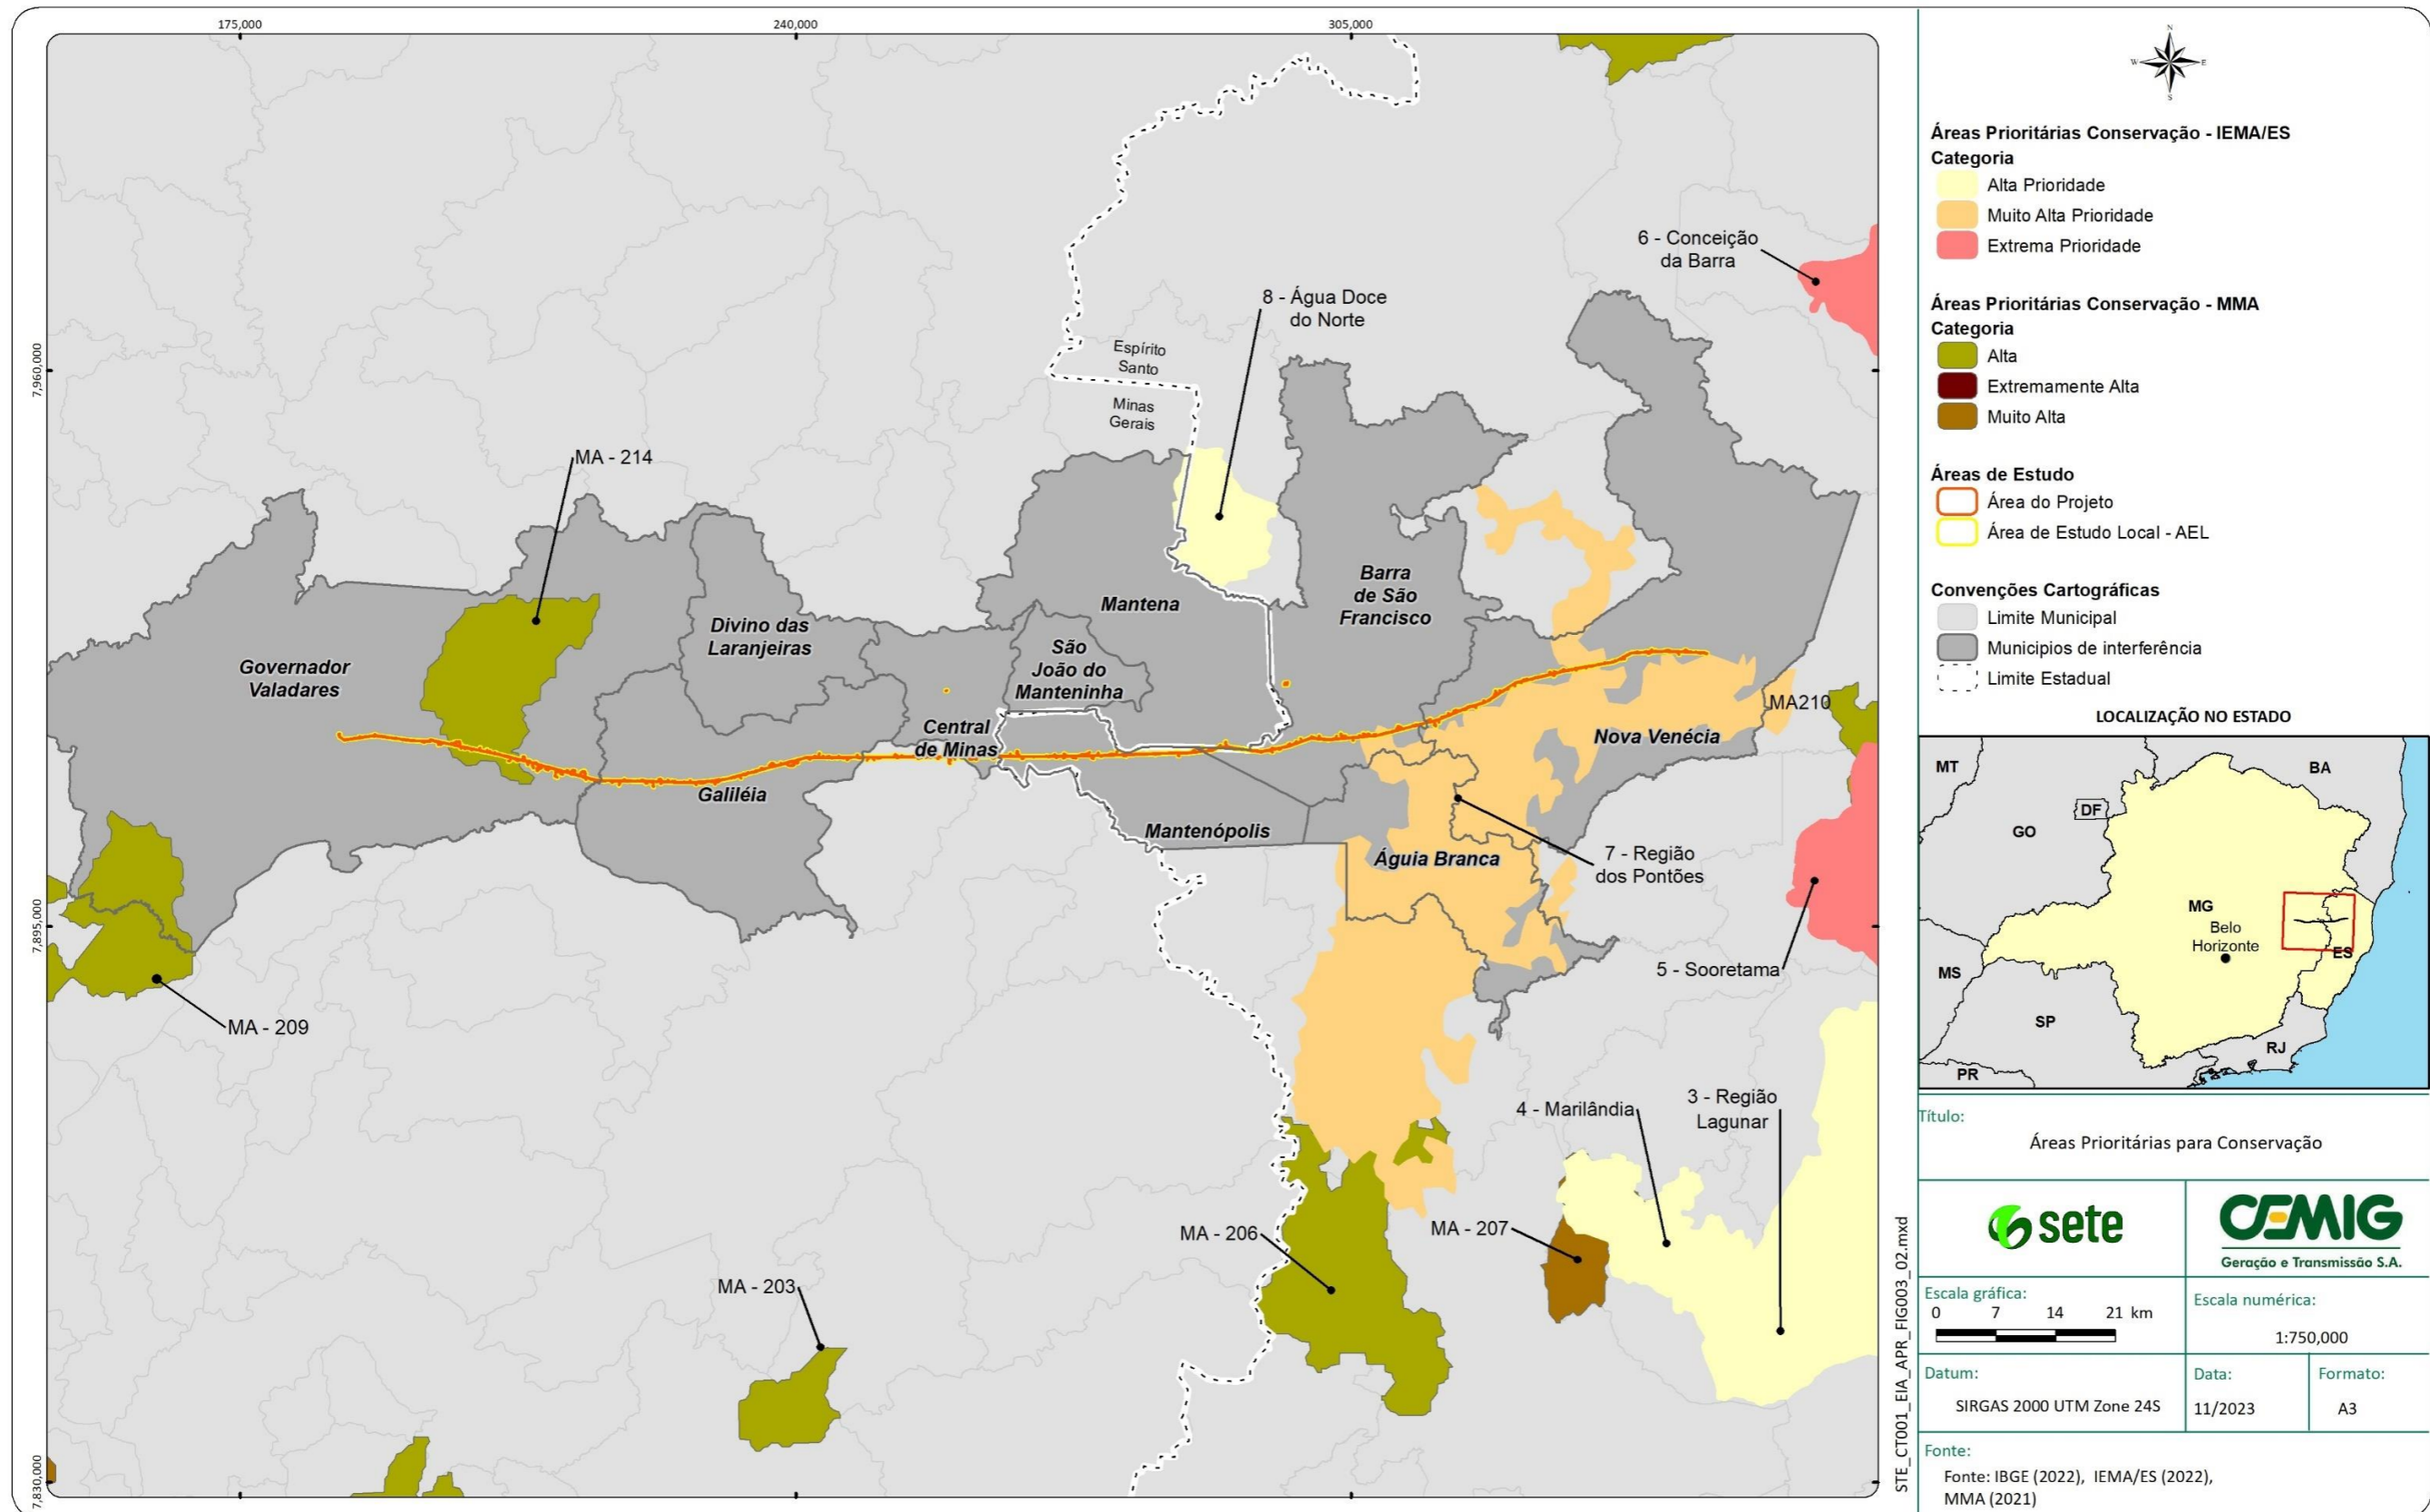 175,000
240,000
305,000
7,960,000
7,895,000
7,830,000
6 - Conceição
da Barra
8 - Água Doce
do Norte
Espírito
Santo
Minas
Gerais
MA - 214
Mantena
Barra
de São
Francisco
Divino das
Laranjeiras
São
João do
Manteninha
Governador
Valadares
MA210
Central
de Minas
Nova Venécia
Galiléia
Mantenópolis
Águia Branca
7 - Região
dos Pontões
5 - Sooretama
MA - 209
4 - Marilândia
3 - Região
Lagunar
MA - 206
MA - 207
MA - 203
STE_CT001_EIA_APR_FIG003_02.mxd
N
W
E
S
Áreas Prioritárias Conservação - IEMA/ES
Categoria
Alta Prioridade
Muito Alta Prioridade
Extrema Prioridade
Áreas Prioritárias Conservação - MMA
Categoria
Alta
Extremamente Alta
Muito Alta
Áreas de Estudo
Área do Projeto
Área de Estudo Local - AEL
Convenções Cartográficas
Limite Municipal
Municipios de interferência
Limite Estadual
LOCALIZAÇÃO NO ESTADO
MT
BA
DF
GO
MG
Belo
Horizonte
ES
MS
SP
RJ
PR
Título:
Áreas Prioritárias para Conservação
sete
CEMIG
Geração e Transmissão S.A.
Escala gráfica:
0 7 14 21 km
Escala numérica:
1:750,000
Datum:
SIRGAS 2000 UTM Zone 24S
Data:
11/2023
Formato:
A3
Fonte:
Fonte: IBGE (2022), IEMA/ES (2022),
MMA (2021)